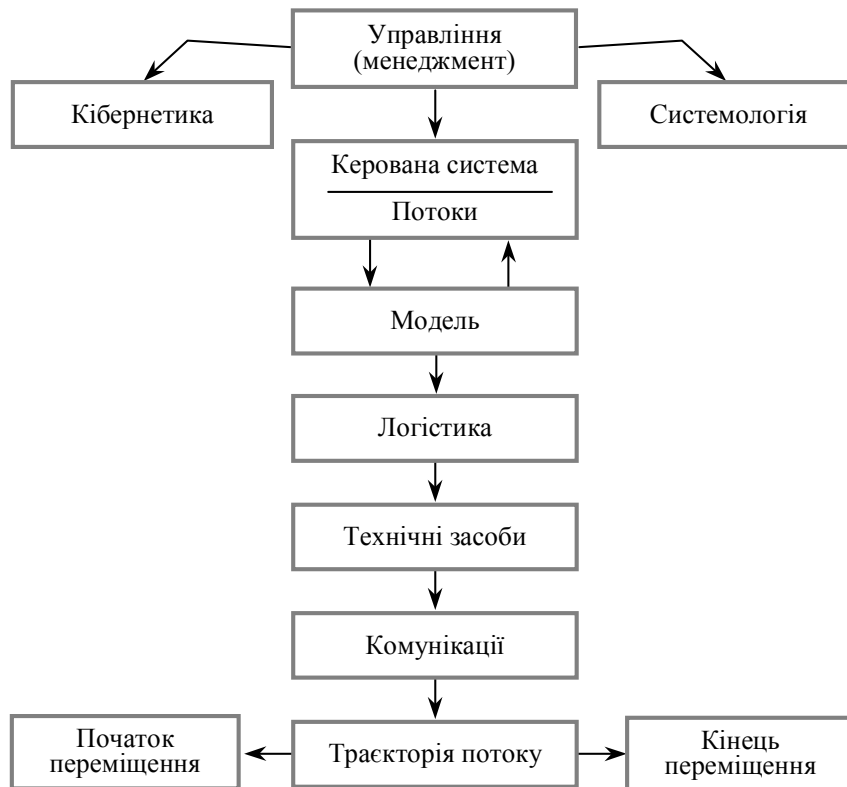 Управління
(менеджмент)
Кібернетика
Системологія
Керована система
Потоки
Модель
Логістика
Технічні засоби
Комунікації
Початок
переміщення
Траєкторія потоку
Кінець
переміщення